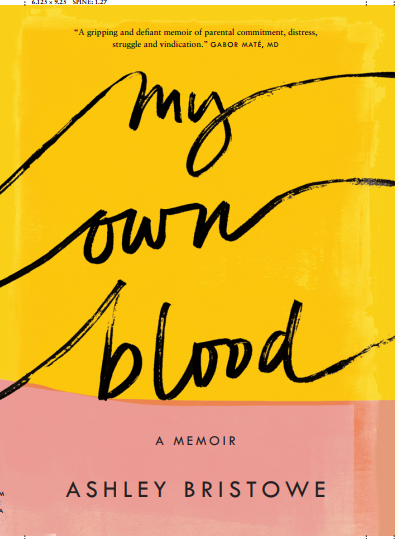 6.125 × 9.25 SPINE: 1.27
“A gripping and defiant memoir of parental commitment, distress,
struggle and vindication.” GABOR MATÉ, MD
my
own
blood
A MEMOIR
ASHLEY BRISTOWE